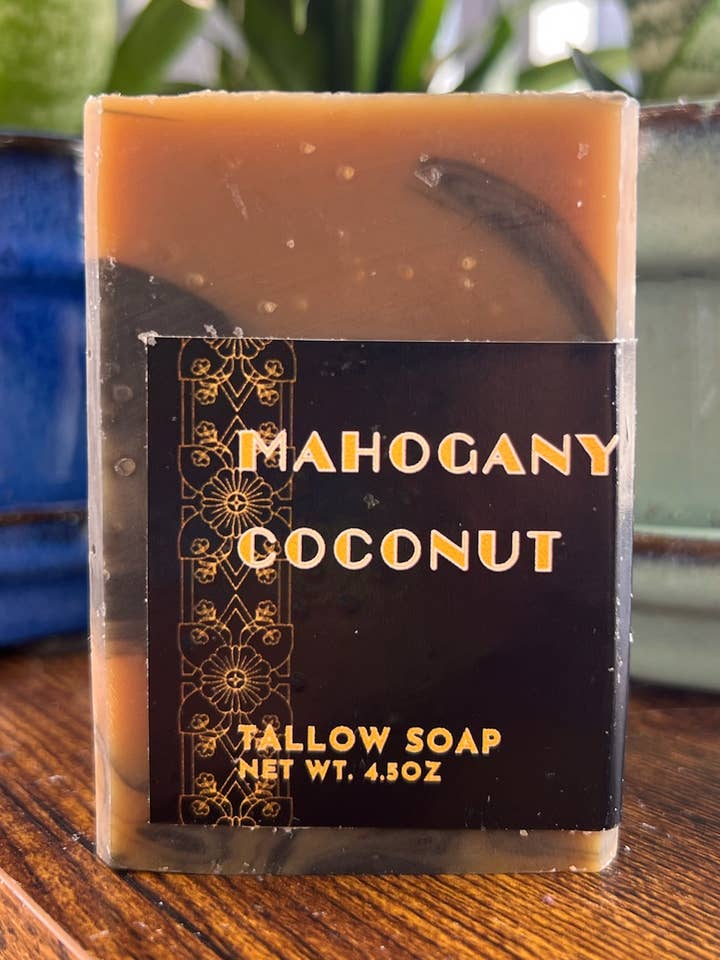 MAHOGANY
COCONUT
TALLOW SOAP
NET WT. 4.5OZ